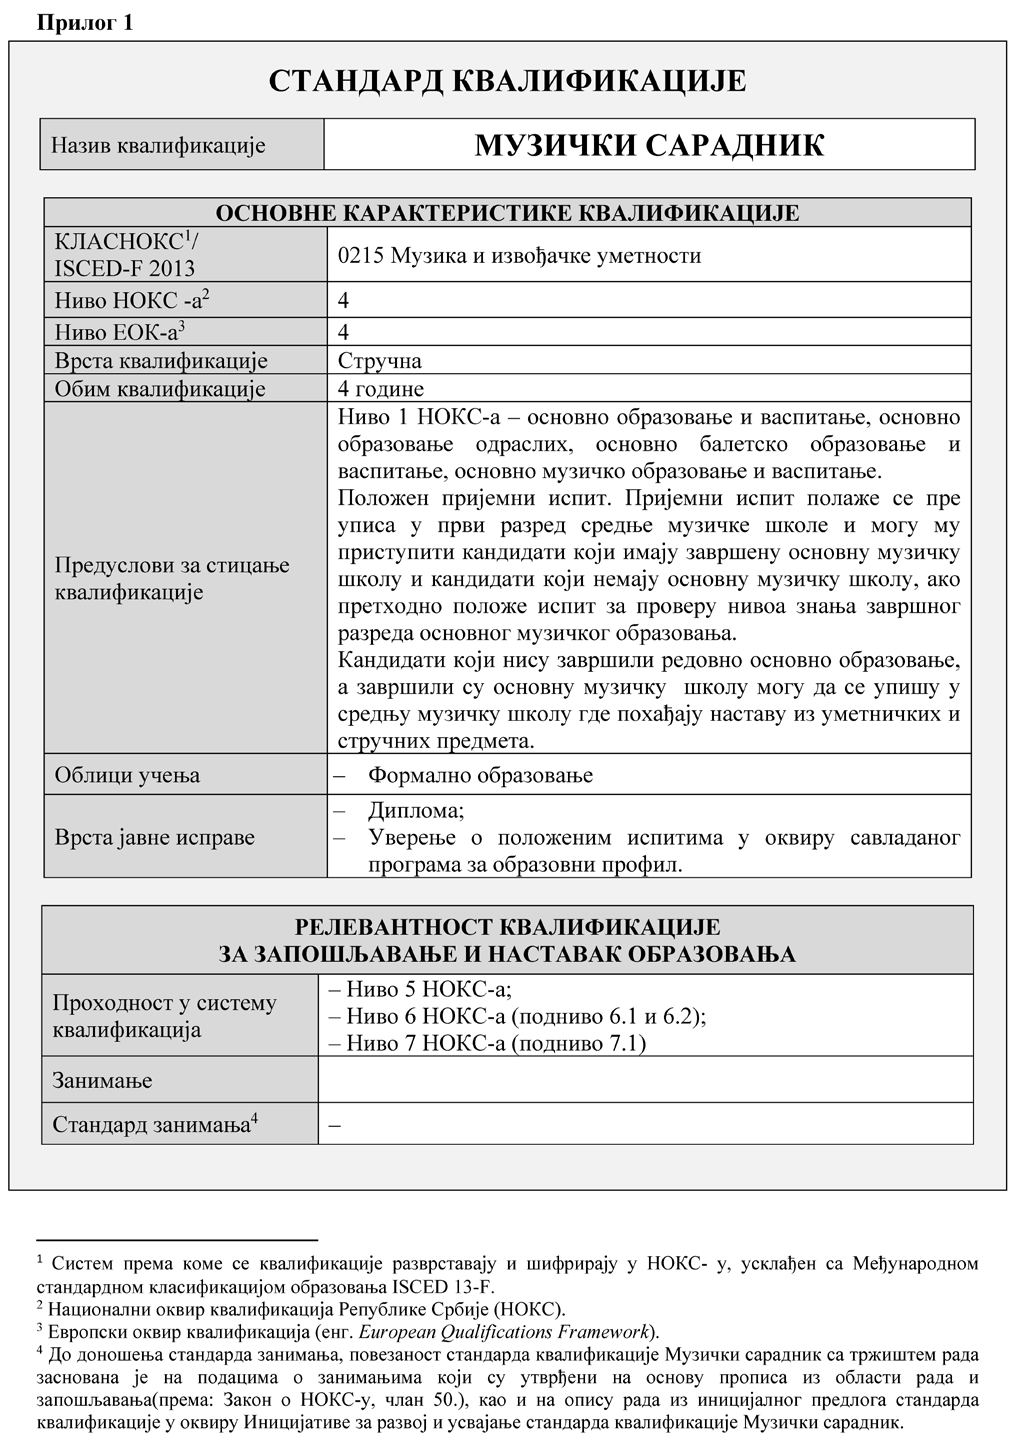 Прилог 1
СТАНДАРД КВАЛИФИКАЦИЈЕ
Назив квалификације
МУЗИЧКИ САРАДНИК
ОСНОВНЕ КАРАКТЕРИСТИКЕ КВАЛИФИКАЦИЈЕ
КЛАСНОКС¹/
ISCED-F 2013
0215 Музика и извођачке уметности
Ниво НОКС -а²
4
Ниво ЕОК-а³
4
Врста квалификације
Стручна
Обим квалификације
4 године
Предуслови за стицање
квалификације
Ниво 1 НОКС-а – основно образовање и васпитање, основно
образовање одраслих, основно балетско образовање и
васпитање, основно музичко образовање и васпитање.
Положен пријемни испит. Пријемни испит полаже се пре
уписа у први разред средње музичке школе и могу му
приступити кандидати који имају завршену основну музичку
школу и кандидати који немају основну музичку школу, ако
претходно положе испит за проверу нивоа знања завршног
разреда основног музичког образовања.
Кандидати који нису завршили редовно основно образовање,
а завршили су основну музичку школу могу да се упишу у
средњу музичку школу где похађају наставу из уметничких и
стручних предмета.
Облици учења
– Формално образовање
Врста јавне исправе
– Диплома;
– Уверење о положеним испитима у оквиру савладаног
програма за образовни профил.
РЕЛЕВАНТНОСТ КВАЛИФИКАЦИЈЕ
ЗА ЗАПОШЉАВАЊЕ И НАСТАВАК ОБРАЗОВАЊА
Проходност у систему
квалификација
– Ниво 5 НОКС-а;
– Ниво 6 НОКС-а (подниво 6.1 и 6.2);
– Ниво 7 НОКС-а (подниво 7.1)
Занимање
Стандард занимања⁴
–
¹ Систем према коме се квалификације разврставају и шифрирају у НОКС- у, усклађен са Међународном
стандардном класификацијом образовања ISCED 13-F.
² Национални оквир квалификација Републике Србије (НОКС).
³ Европски оквир квалификација (енг. European Qualifications Framework).
⁴ До доношења стандарда занимања, повезаност стандарда квалификације Музички сарадник са тржиштем рада
заснована је на подацима о занимањима који су утврђени на основу прописа из области рада и
запошљавања(према: Закон о НОКС-у, члан 50.), као и на опису рада из иницијалног предлога стандарда
квалификације у оквиру Иницијативе за развој и усвајање стандарда квалификације Музички сарадник.